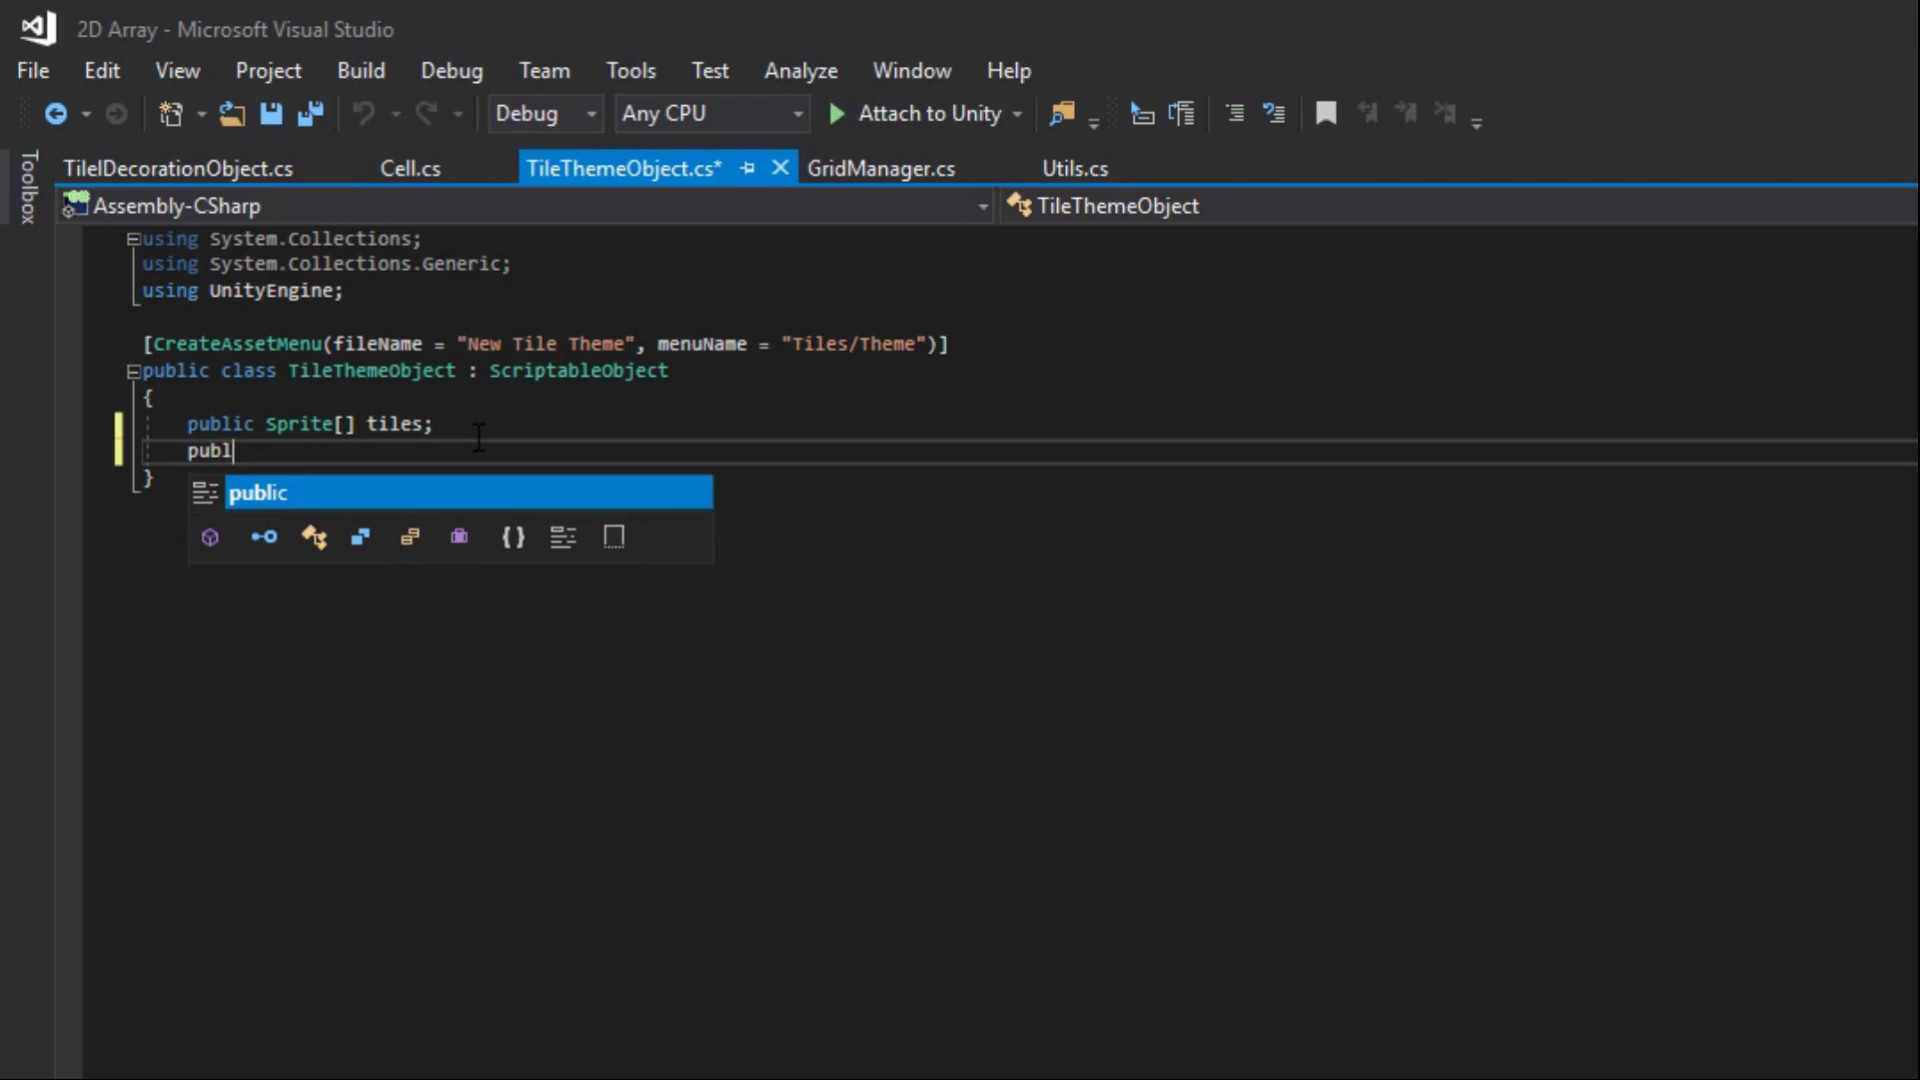 2D Array - Microsoft Visual Studio
File Edit View Project Build Debug Team Tools Test Analyze Window Help
Debug Any CPU Attach to Unity
Toolbox
TilelDecorationObject.cs Cell.cs TileThemeObject.cs* GridManager.cs Utils.cs
Assembly-CSharp TileThemeObject
using System.Collections;
using System.Collections.Generic;
using UnityEngine;
[CreateAssetMenu(fileName = "New Tile Theme", menuName = "Tiles/Theme")]
public class TileThemeObject : ScriptableObject
{
public Sprite[] tiles;
publ
}
public